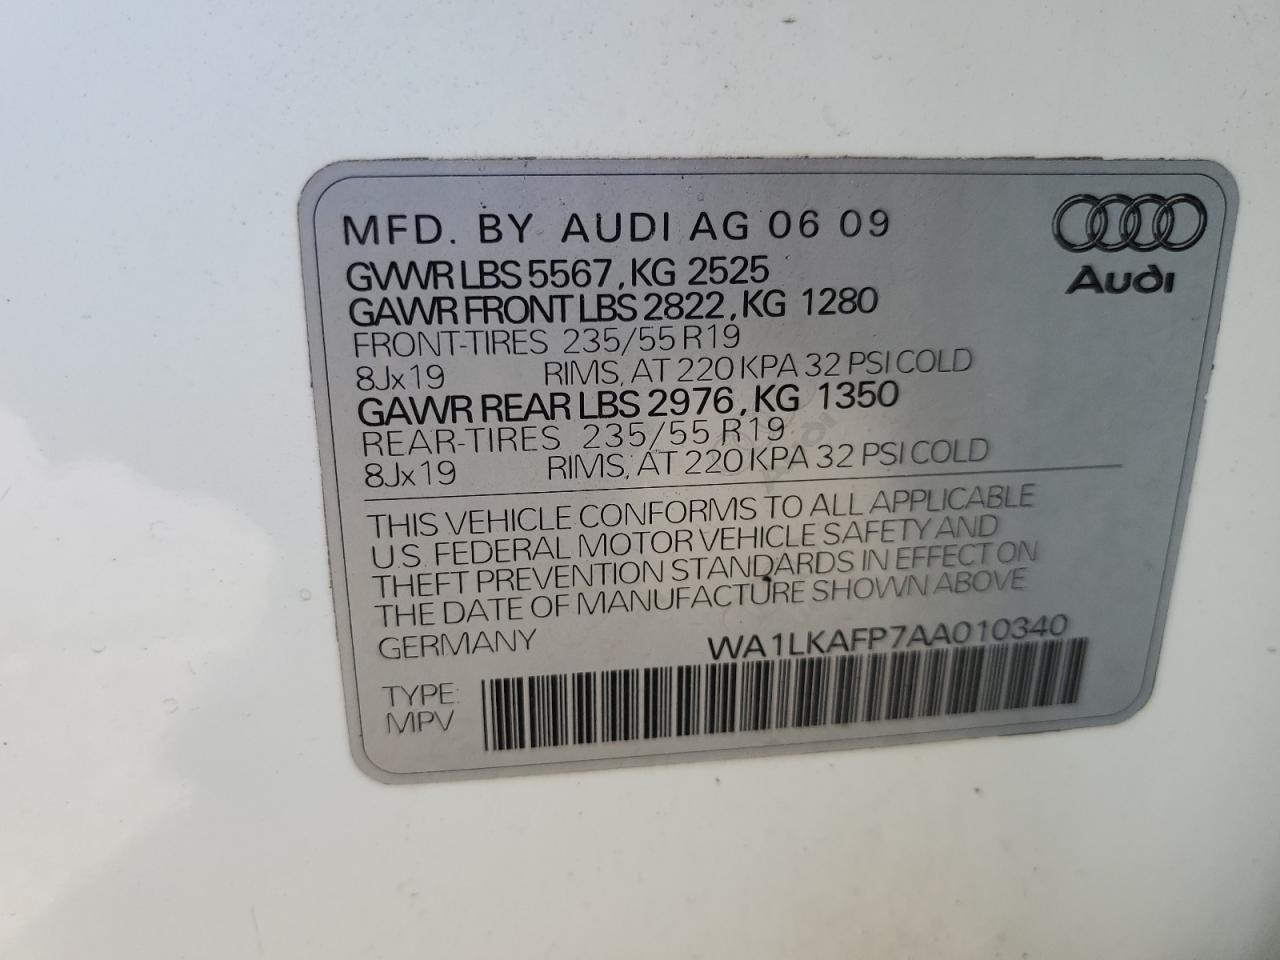 MFD. BY AUDI AG 06 09
GVWR LBS 5567, KG 2525
GAWR FRONT LBS 2822, KG 1280
FRONT-TIRES 235/55 R19
8Jx19 RIMS, AT 220 KPA 32 PSI COLD
GAWR REAR LBS 2976, KG 1350
REAR-TIRES 235/55 R19
8Jx19 RIMS, AT 220 KPA 32 PSI COLD
Audi
THIS VEHICLE CONFORMS TO ALL APPLICABLE
U.S. FEDERAL MOTOR VEHICLE SAFETY AND
THEFT PREVENTION STANDARDS IN EFFECT ON
THE DATE OF MANUFACTURE SHOWN ABOVE
GERMANY WA1LKAFP7AA010340
TYPE:
MPV